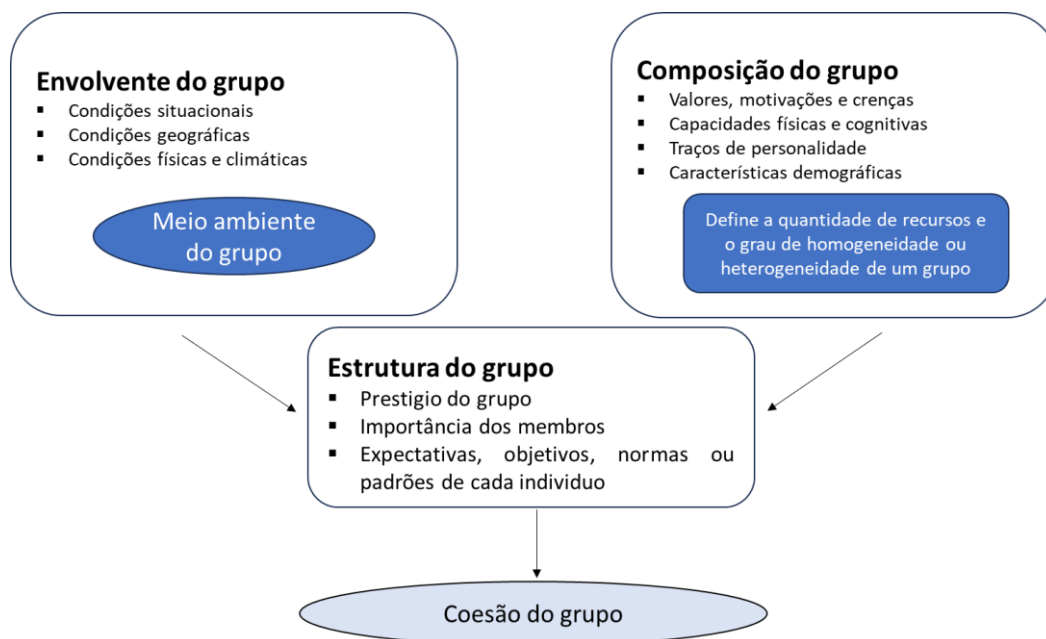 Envolvente do grupo
▪ Condições situacionais
▪ Condições geográficas
▪ Condições físicas e climáticas
Meio ambiente
do grupo
Composição do grupo
▪ Valores, motivações e crenças
▪ Capacidades físicas e cognitivas
▪ Traços de personalidade
▪ Características demográficas
Define a quantidade de recursos e
o grau de homogeneidade ou
heterogeneidade de um grupo
Estrutura do grupo
▪ Prestigio do grupo
▪ Importância dos membros
▪ Expectativas, objetivos, normas ou
padrões de cada individuo
Coesão do grupo